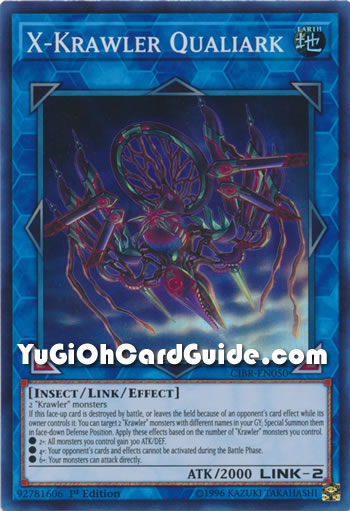 X-Krawler Qualiark
EARTH
地
YuGiOhCardGuide.com
CIBR-EN050
[Insect/Link/Effect]
2 "Krawler" monsters
If this face-up card is destroyed by battle, or leaves the field because of an opponent's card effect while its
owner controls it: You can target 2 "Krawler" monsters with different names in your GY; Special Summon them
in face-down Defense Position. Apply these effects based on the number of "Krawler" monsters you control.
● 2+: All monsters you control gain 300 ATK/DEF.
● 4+: Your opponent's cards and effects cannot be activated during the Battle Phase.
● 6+: Your monsters can attack directly.
ATK/2000 LINK-2
92781606 1st Edition ©1996 KAZUKI TAKAHASHI